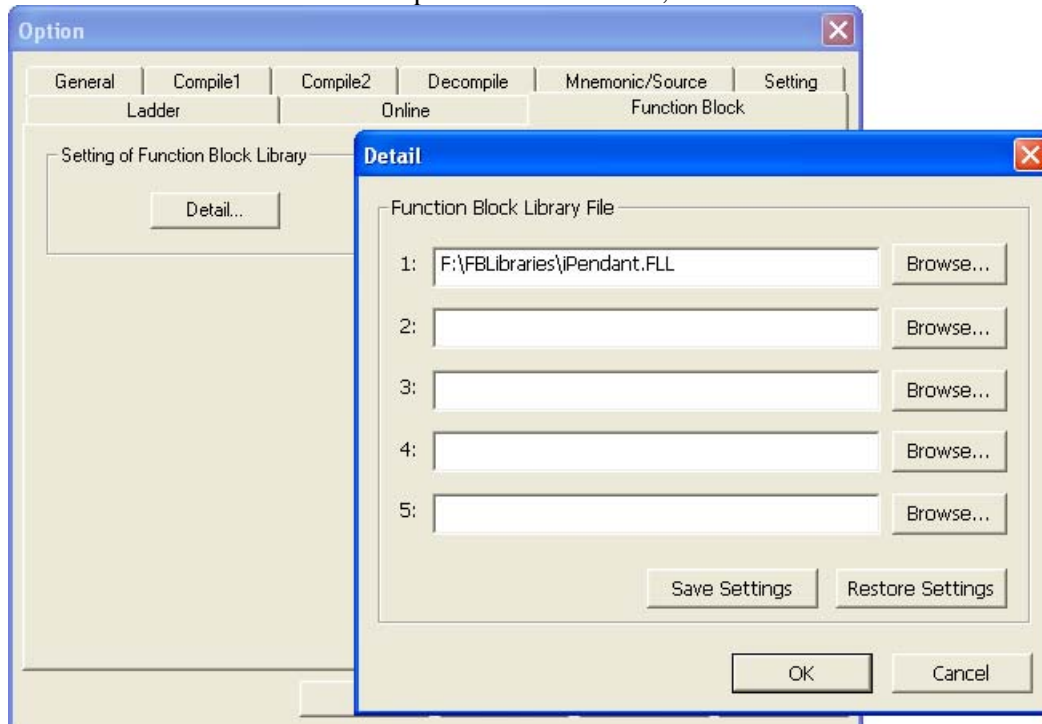 Option
General Compile1 Compile2 Decompile Mnemonic/Source Setting
Ladder Online Function Block
Setting of Function Block Library
Detail...
Detail
Function Block Library File
1: F:\FBLibraries\iPendant.FLL Browse...
2: Browse...
3: Browse...
4: Browse...
5: Browse...
Save Settings Restore Settings
OK Cancel